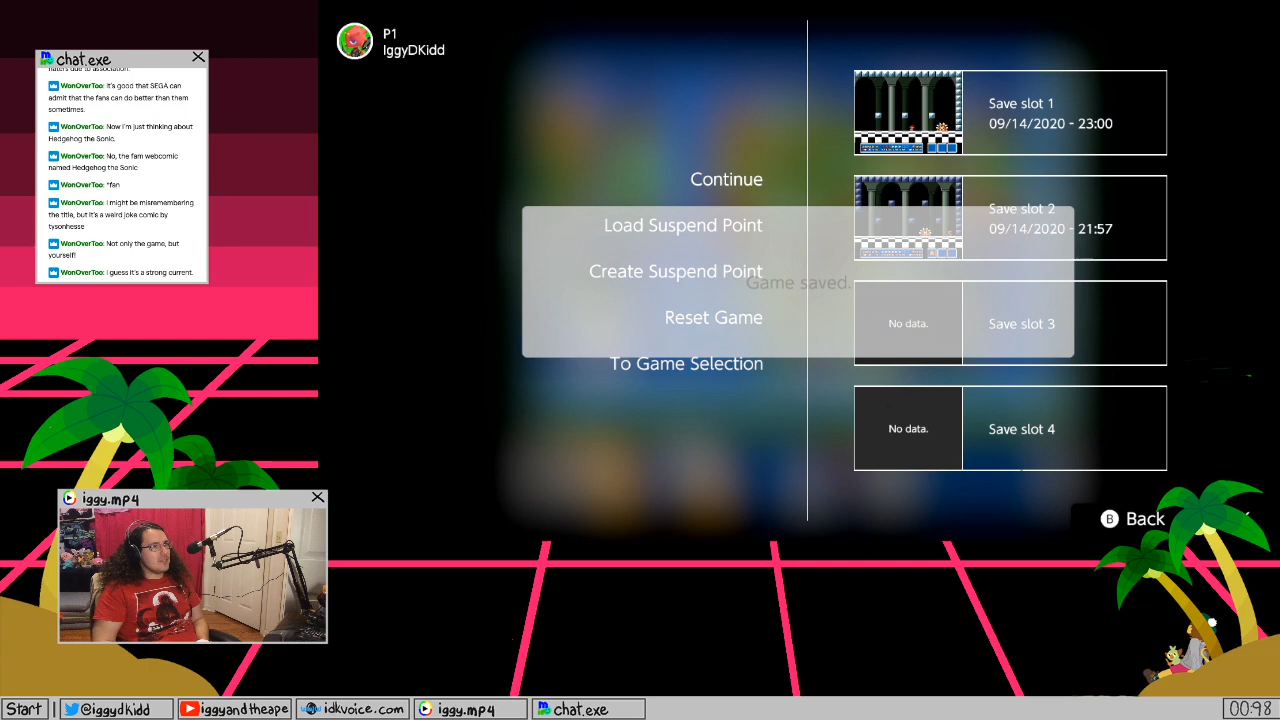 P1
IggyDKidd
chat.exe
haters due to association.
WonOverToo: It's good that SEGA can
admit that the fans can do better than them
sometimes.
WonOverToo: Now I'm just thinking about
Hedgehog the Sonic.
WonOverToo: No, the fam webcomic
named Hedgehog the Sonic
WonOverToo: *fan
WonOverToo: I might be misremembering
the title, but it's a weird joke comic by
tysonhesse
WonOverToo: Not only the game, but
yourself!
WonOverToo: I guess it's a strong current.
Continue
Load Suspend Point
Create Suspend Point
Reset Game
To Game Selection
Game saved.
Save slot 1
09/14/2020 - 23:00
Save slot 2
09/14/2020 - 21:57
No data.
Save slot 3
No data.
Save slot 4
B Back
iggy.mp4
Start
@iggydkidd
iggyandtheape
idkvoice.com
iggy.mp4
chat.exe
00:98